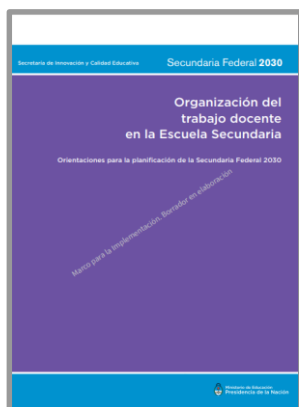 Secretaría de Innovación y Calidad Educativa
Secundaria Federal 2030
Organización del
trabajo docente
en la Escuela Secundaria
Orientaciones para la planificación de la Secundaria Federal 2030
Marco para la implementación. Borrador en elaboración
Ministerio de Educación
Presidencia de la Nación